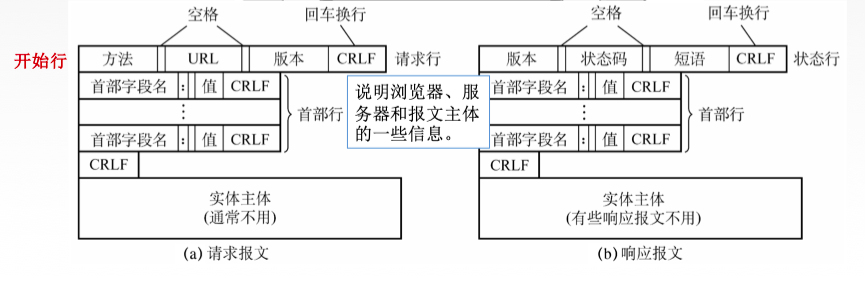 空格
回车换行
空格
回车换行
开始行
方法
URL
版本
CRLF
请求行
版本
状态码
短语
CRLF
状态行
首部字段名
:
值
CRLF
⋮
首部字段名
:
值
CRLF
首部行
CRLF
实体主体
(通常不用)
(a) 请求报文
说明浏览器、服
务器和报文主体
的一些信息。
首部字段名
:
值
CRLF
⋮
首部字段名
:
值
CRLF
首部行
CRLF
实体主体
(有些响应报文不用)
(b) 响应报文